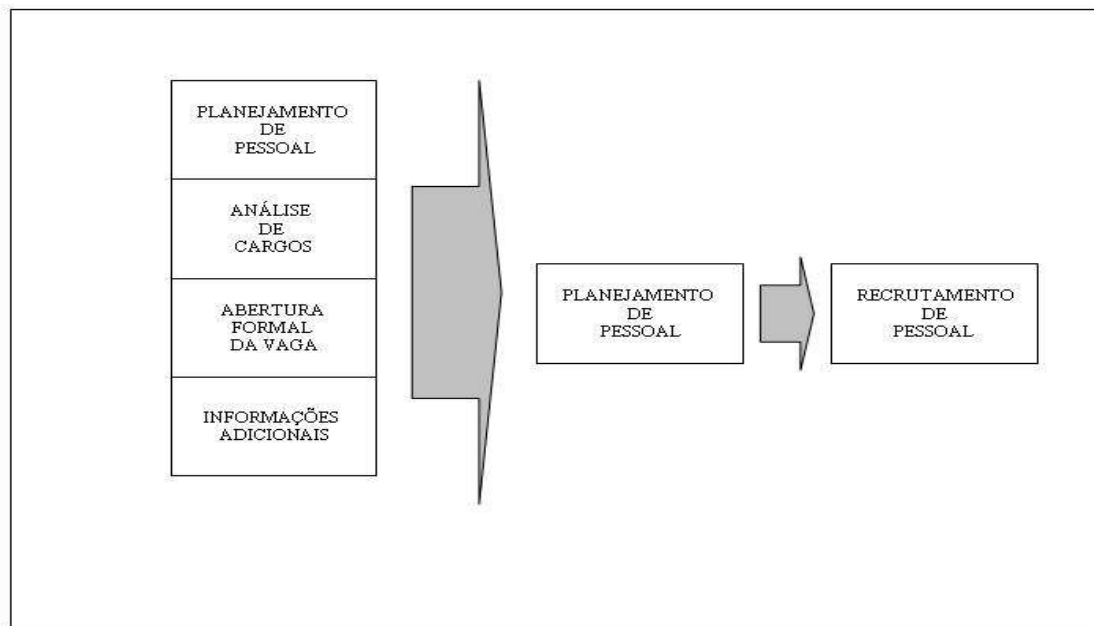 PLANEJAMENTO
DE
PESSOAL
ANÁLISE
DE
CARGOS
ABERTURA
FORMAL
DA VAGA
INFORMAÇÕES
ADICIONAIS
PLANEJAMENTO
DE
PESSOAL
RECRUTAMENTO
DE
PESSOAL